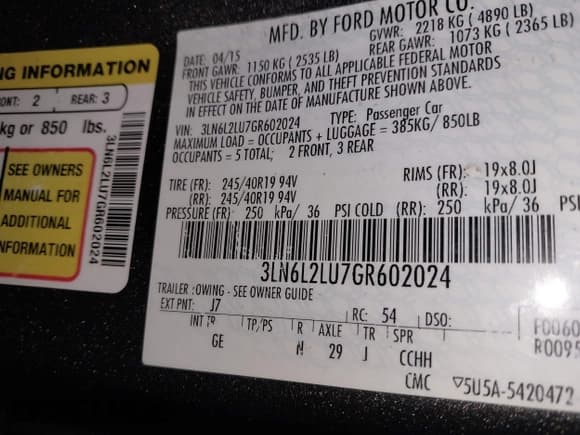 NG INFORMATION
ONT: 2 REAR: 3
kg or 850 lbs.
SEE OWNERS
MANUAL FOR
ADDITIONAL
NFORMATION
3LN6L2LU7GR602024
MFD. BY FORD MOTOR CO.
DATE: 04/15 GVWR: 2218 KG ( 4890 LB)
FRONT GAWR: 1150 KG ( 2535 LB) REAR GAWR: 1073 KG ( 2365 LB)
THIS VEHICLE CONFORMS TO ALL APPLICABLE FEDERAL MOTOR
VEHICLE SAFETY, BUMPER, AND THEFT PREVENTION STANDARDS
IN EFFECT ON THE DATE OF MANUFACTURE SHOWN ABOVE.
VIN: 3LN6L2LU7GR602024 TYPE: Passenger Car
MAXIMUM LOAD = OCCUPANTS + LUGGAGE = 385KG/ 850LB
OCCUPANTS = 5 TOTAL; 2 FRONT, 3 REAR
TIRE (FR): 245/40R19 94V RIMS (FR): 19x8.0J
(RR): 245/40R19 94V (RR): 19x8.0J
PRESSURE (FR): 250 kPa/ 36 PSI COLD (RR): 250 kPa/ 36
3LN6L2LU7GR602024
TRAILER :OWING - SEE OWNER GUIDE -
EXT PNT: J7 RC: 54 DSO:
INT TR TP/PS R AXLE TR SPR
GE 29 J CCHH
CMC ▽5U5A-5420472
F0060
R0095